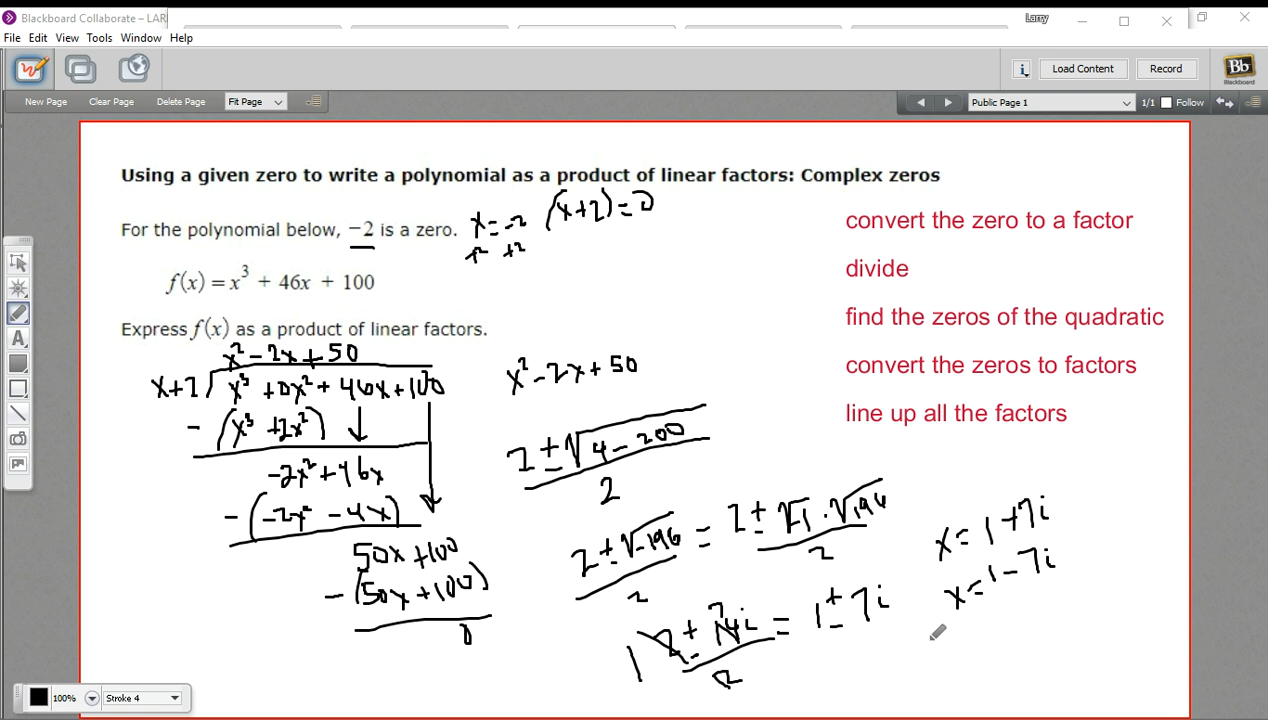 Blackboard Collaborate – LAR
Larry
File Edit View Tools Window Help
Load Content Record
Bb
Blackboard
New Page Clear Page Delete Page Fit Page
Public Page 1 1/1 Follow
Using a given zero to write a polynomial as a product of linear factors: Complex zeros
For the polynomial below, −2 is a zero.
x = -2 (x+2) = 0
+2 +2
f(x) = x³ + 46x + 100
Express f(x) as a product of linear factors.
x² - 2x + 50
x+2 ) x³ + 0x² + 46x + 100
- (x³ + 2x²)
-2x² + 46x
- (-2x² - 4x)
50x + 100
- (50x + 100)
0
x² - 2x + 50
2 ± √4 - 200
2
2 ± √-196 = 2 ± √-1 · √196
2 2
1 2 ± 7 14i = 1 ± 7i
2
x = 1 + 7i
x = 1 - 7i
convert the zero to a factor
divide
find the zeros of the quadratic
convert the zeros to factors
line up all the factors
A
100% Stroke 4